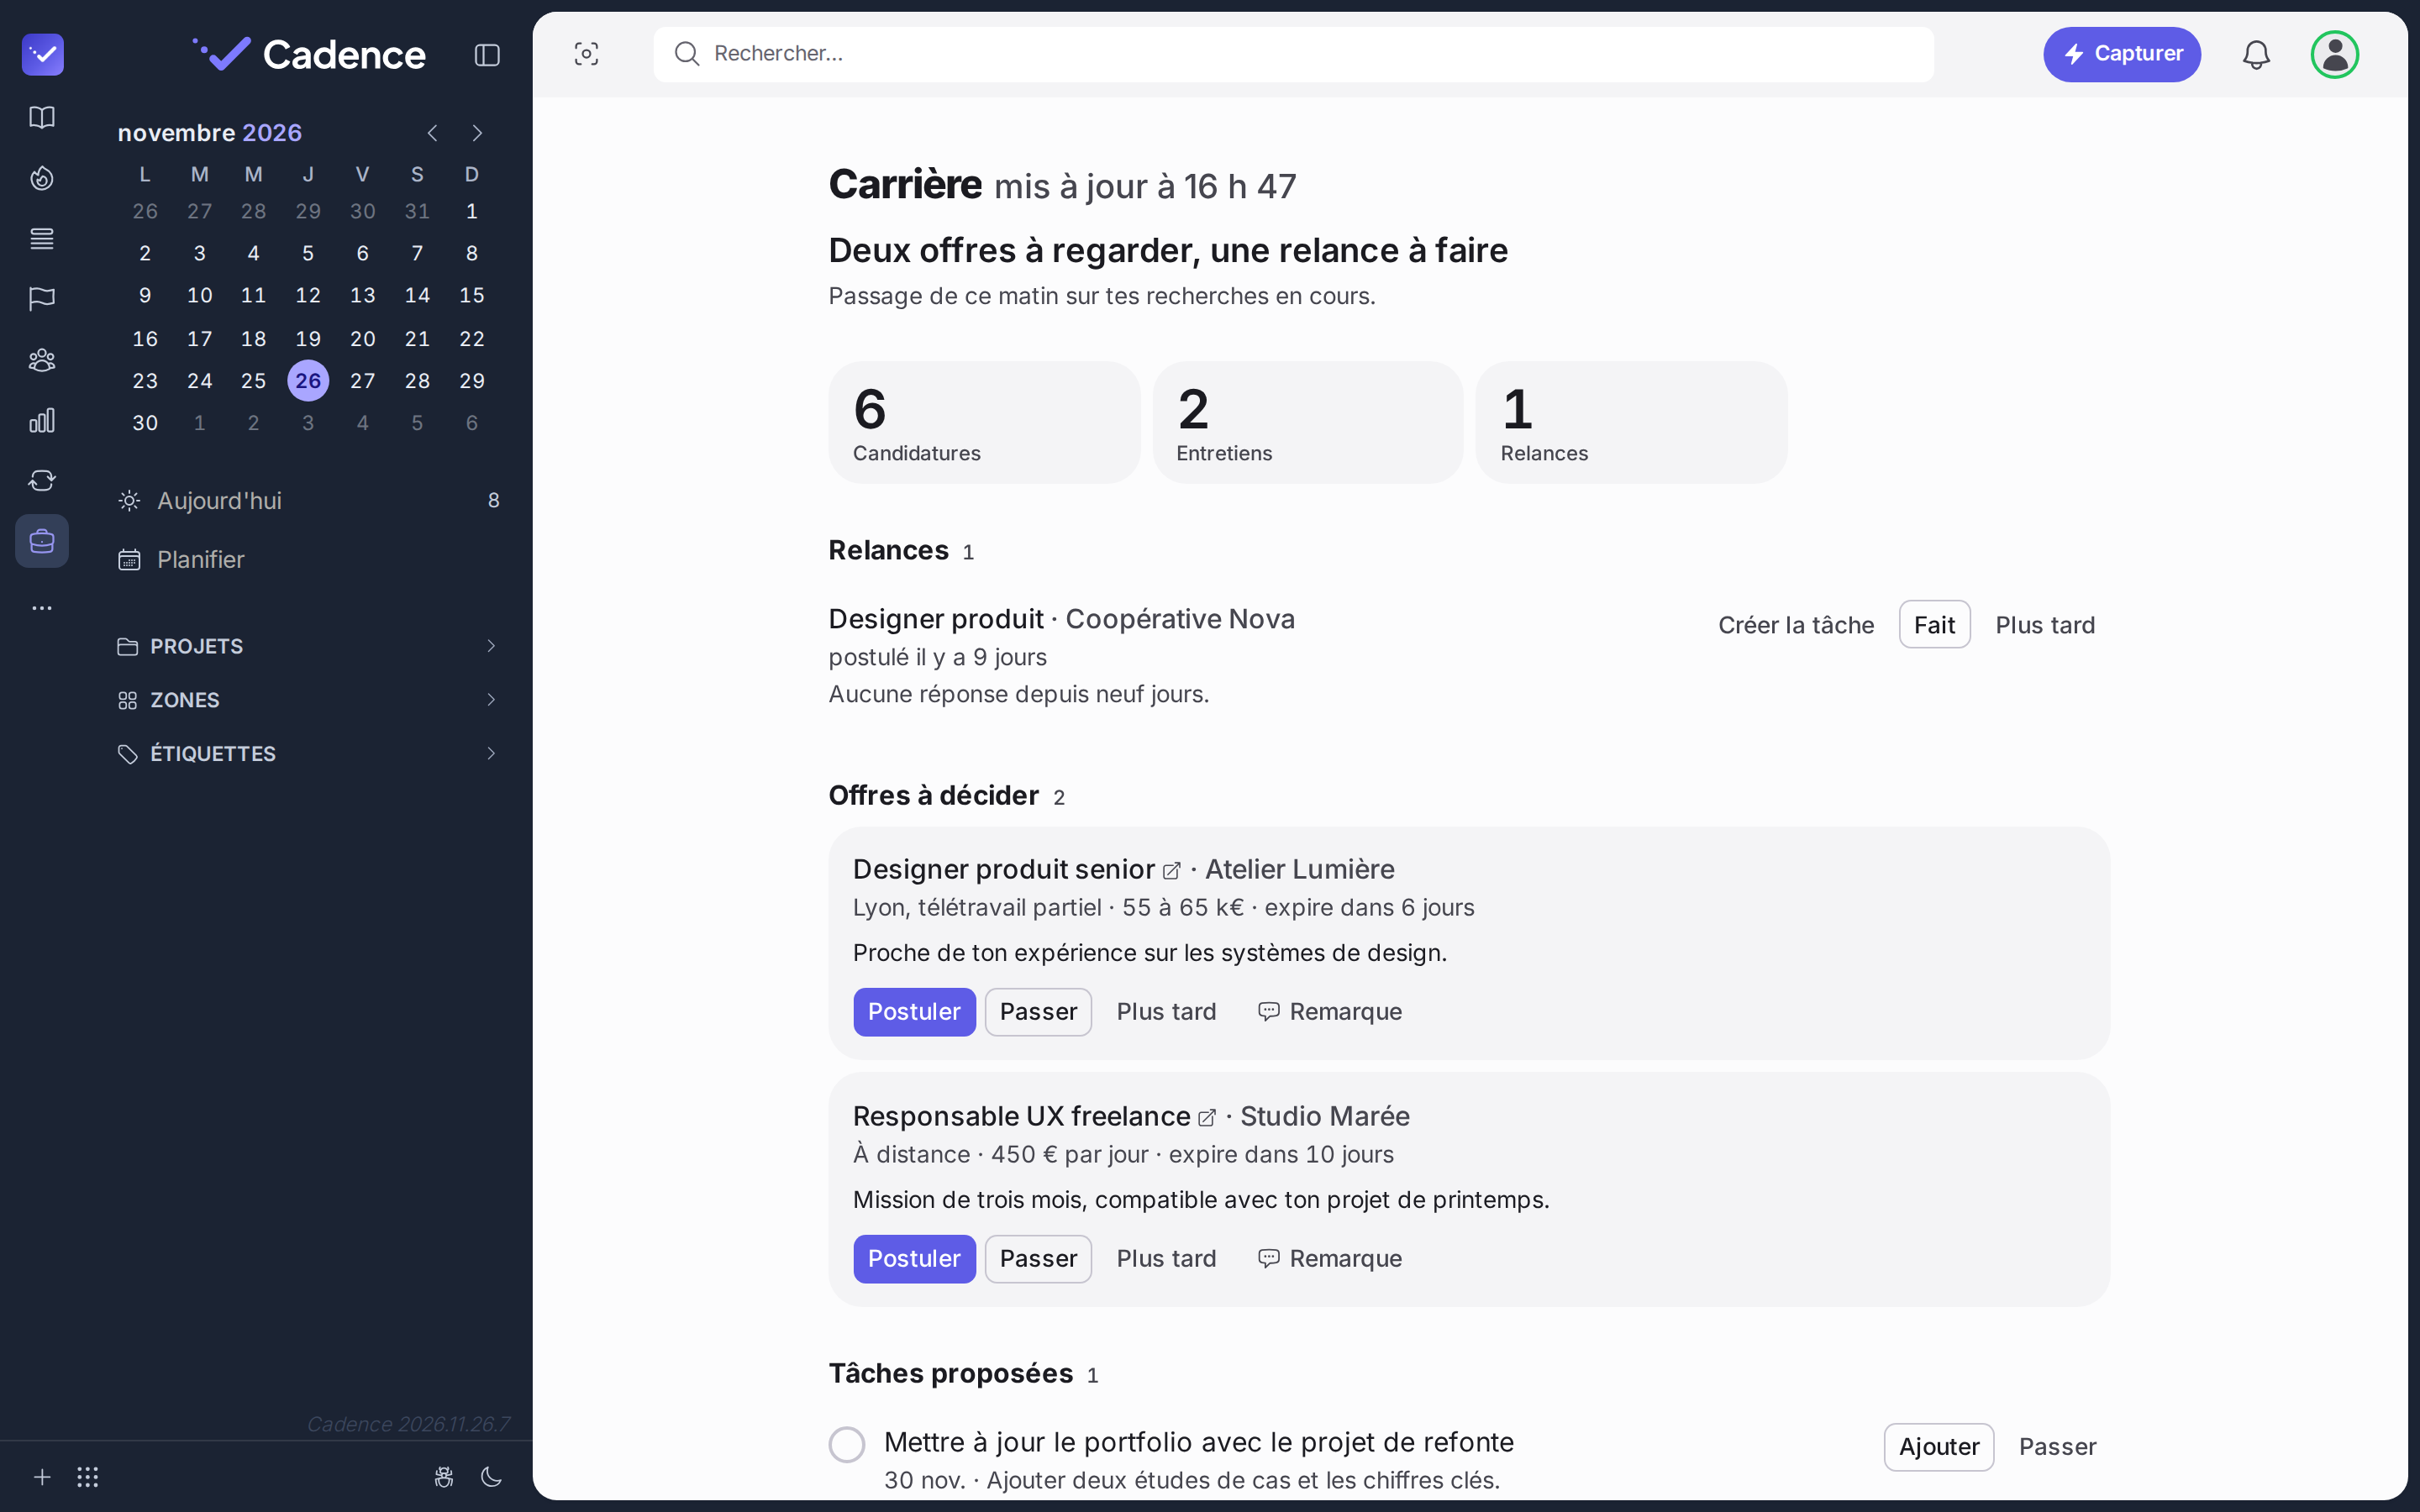 Cadence
novembre 2026
L M M J V S D
26 27 28 29 30 31 1
2 3 4 5 6 7 8
9 10 11 12 13 14 15
16 17 18 19 20 21 22
23 24 25 26 27 28 29
30 1 2 3 4 5 6
Aujourd'hui 8
Planifier
PROJETS
ZONES
ÉTIQUETTES
Cadence 2026.11.26.7
Rechercher...
Capturer
Carrière mis à jour à 16 h 47
Deux offres à regarder, une relance à faire
Passage de ce matin sur tes recherches en cours.
6
Candidatures
2
Entretiens
1
Relances
Relances 1
Designer produit · Coopérative Nova
postulé il y a 9 jours
Aucune réponse depuis neuf jours.
Créer la tâche Fait Plus tard
Offres à décider 2
Designer produit senior · Atelier Lumière
Lyon, télétravail partiel · 55 à 65 k€ · expire dans 6 jours
Proche de ton expérience sur les systèmes de design.
Postuler Passer Plus tard Remarque
Responsable UX freelance · Studio Marée
À distance · 450 € par jour · expire dans 10 jours
Mission de trois mois, compatible avec ton projet de printemps.
Postuler Passer Plus tard Remarque
Tâches proposées 1
Mettre à jour le portfolio avec le projet de refonte
30 nov. · Ajouter deux études de cas et les chiffres clés.
Ajouter Passer